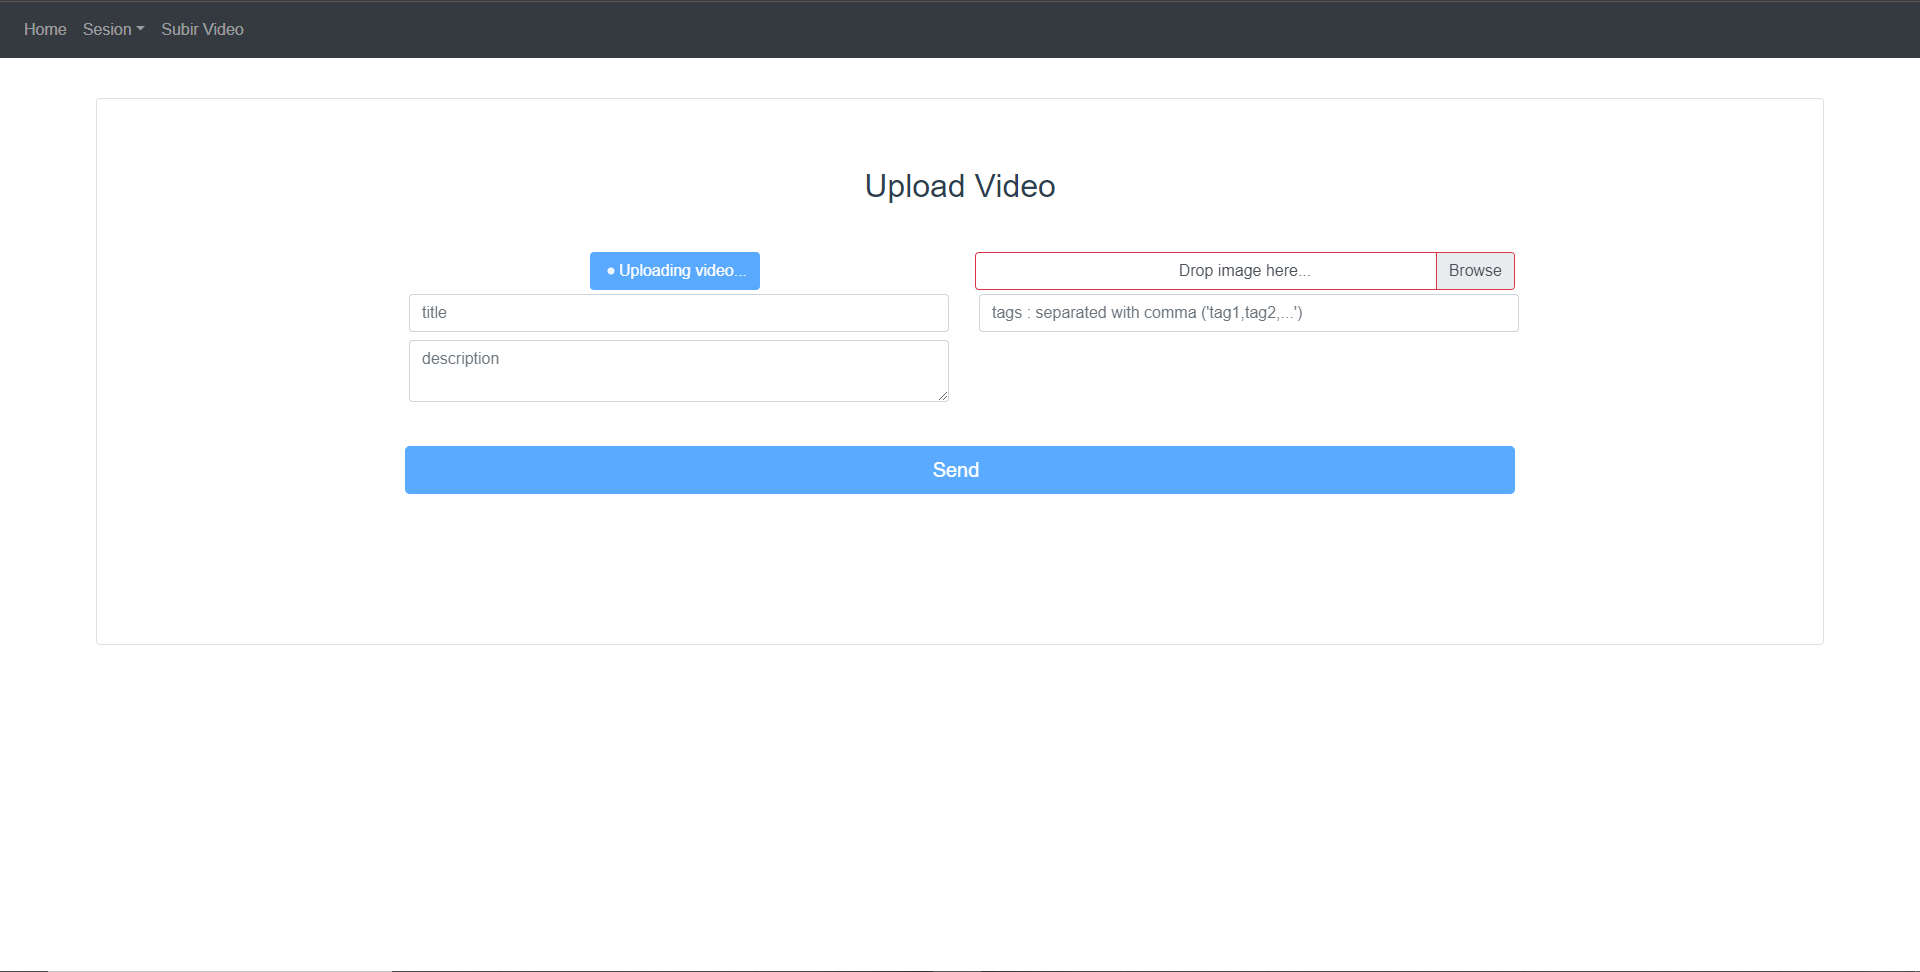 Home Sesion Subir Video
Upload Video
Uploading video...
Drop image here... Browse
title
tags : separated with comma ('tag1,tag2,...')
description
Send